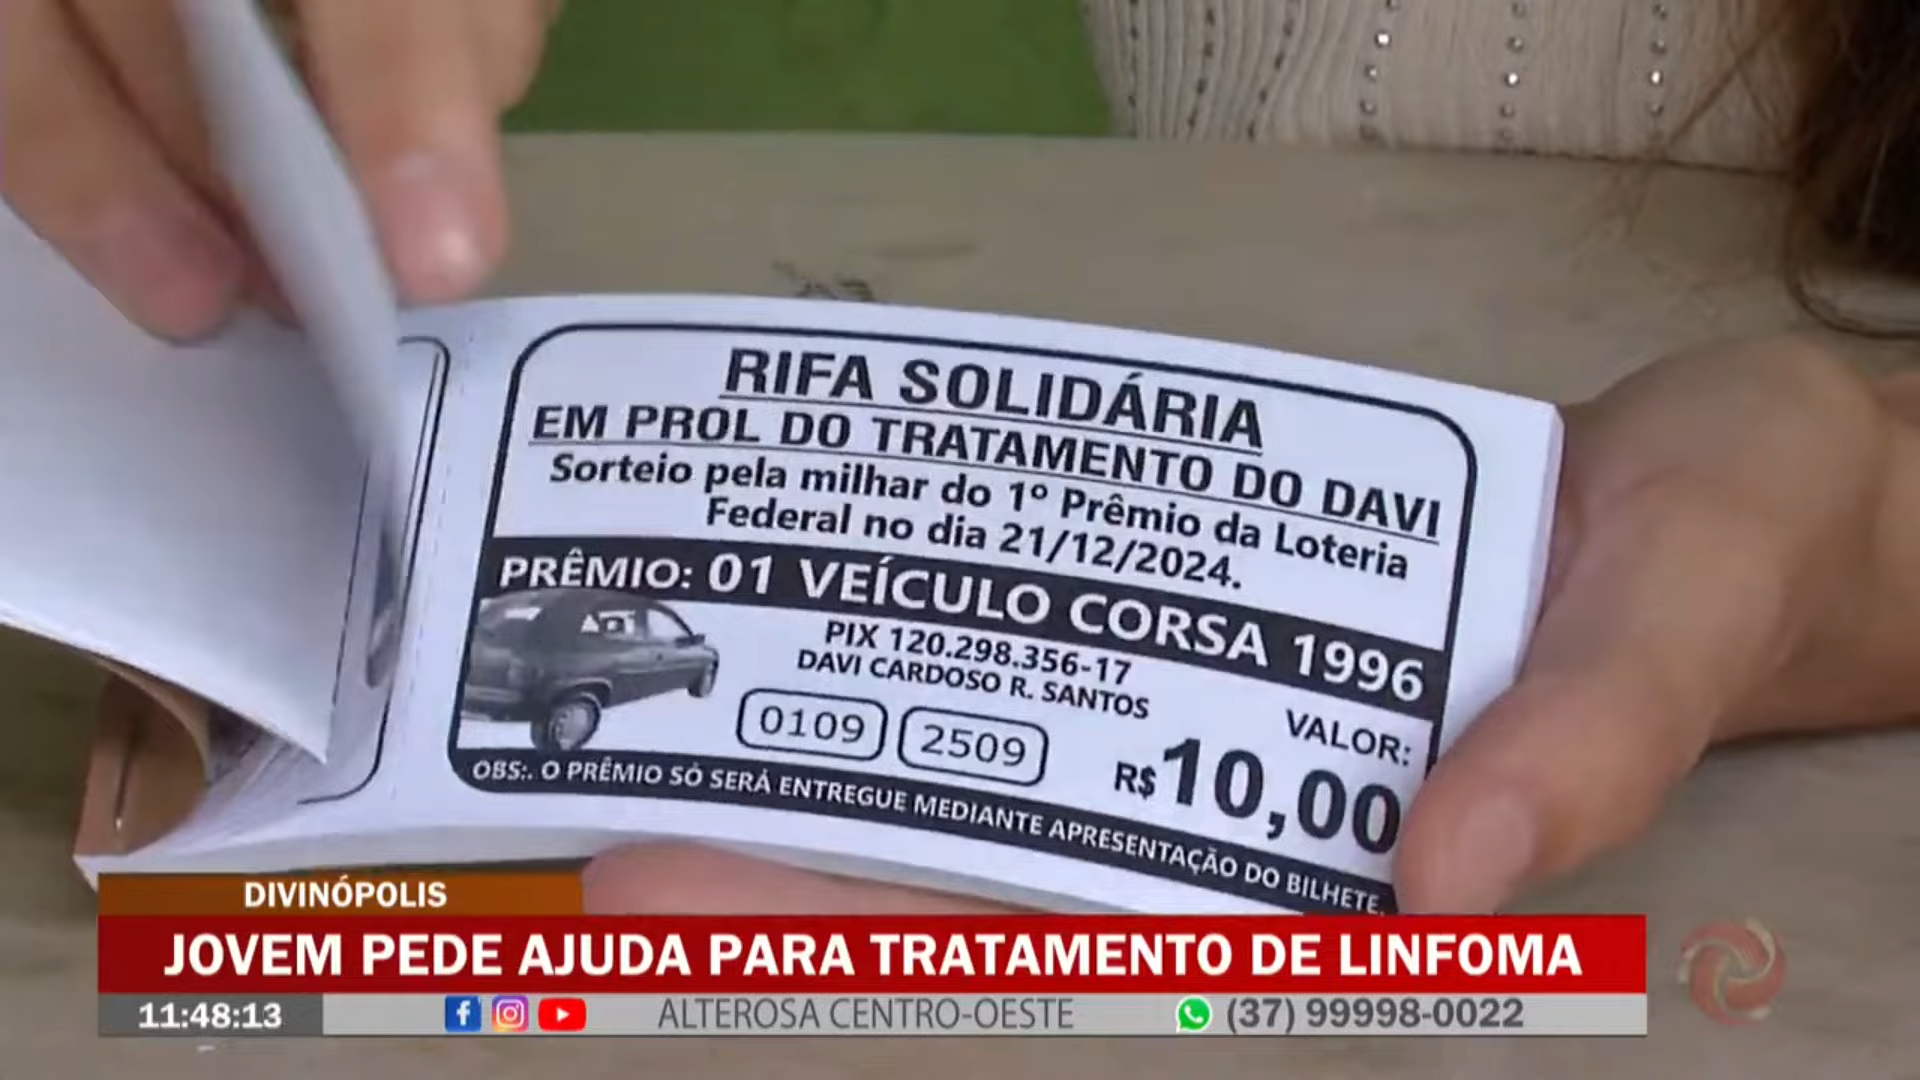 RIFA SOLIDÁRIA
EM PROL DO TRATAMENTO DO DAVI
Sorteio pela milhar do 1º Prêmio da Loteria
Federal no dia 21/12/2024.
PRÊMIO: 01 VEÍCULO CORSA 1996
PIX 120.298.356-17
DAVI CARDOSO R. SANTOS
0109 2509
VALOR:
R$ 10,00
OBS:. O PRÊMIO SÓ SERÁ ENTREGUE MEDIANTE APRESENTAÇÃO DO BILHETE.
DIVINÓPOLIS
JOVEM PEDE AJUDA PARA TRATAMENTO DE LINFOMA
11:48:13 ALTEROSA CENTRO-OESTE (37) 99998-0022